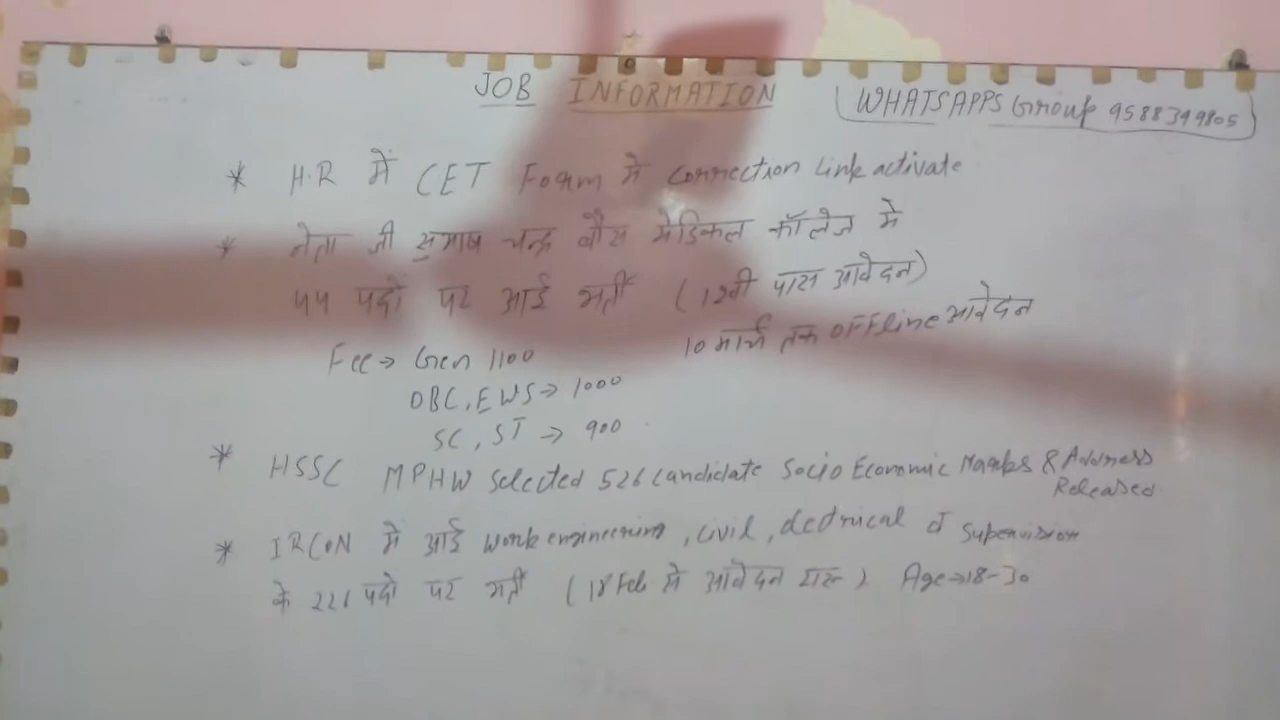 JOB INFORMATION
WHATSAPPS Group 9588399805
* H.R में CET Form में correction Link activate
* नेता जी सुभाष चन्द्र बौस मेडिकल कॉलेज मे
पदों पर आई भर्ती (12वी पास आवेदन)
10 मार्च तक OFFline आवेदन
Fee → Gen 1100
OBC, EWS → 1000
SC, ST → 900
* HSSC MPHW Selected 526 candidate Socio Economic Marks & Address
Released
* IRCON मे आई Work engineering, civil, electrical व supervision
के 221 पदो पर भर्ती (18 Feb से आवेदन शुरू) Age → 18-30